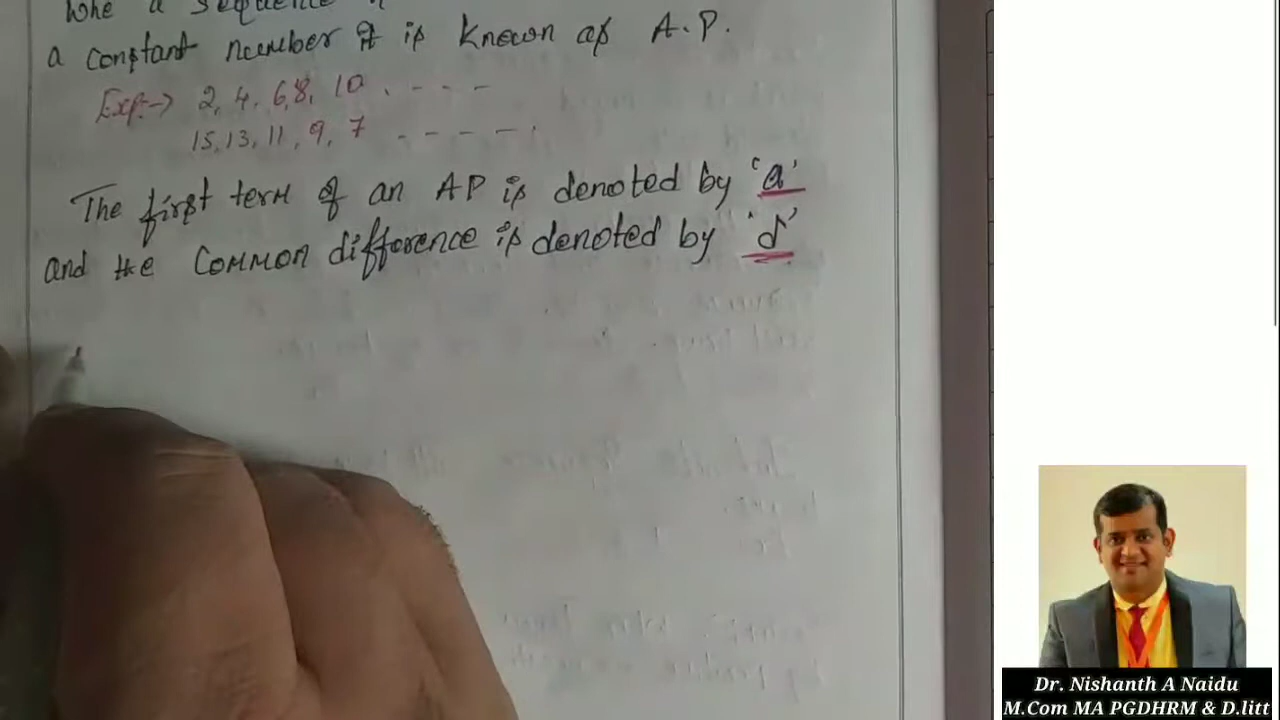 a sequence
a constant number it is known as A.P.
Exp:-> 2, 4, 6, 8, 10, - - - -
15, 13, 11, 9, 7 - - - - .
The first term of an AP is denoted by 'a'
and the common difference is denoted by 'd'
Dr. Nishanth A Naidu
M.Com MA PGDHRM & D.litt